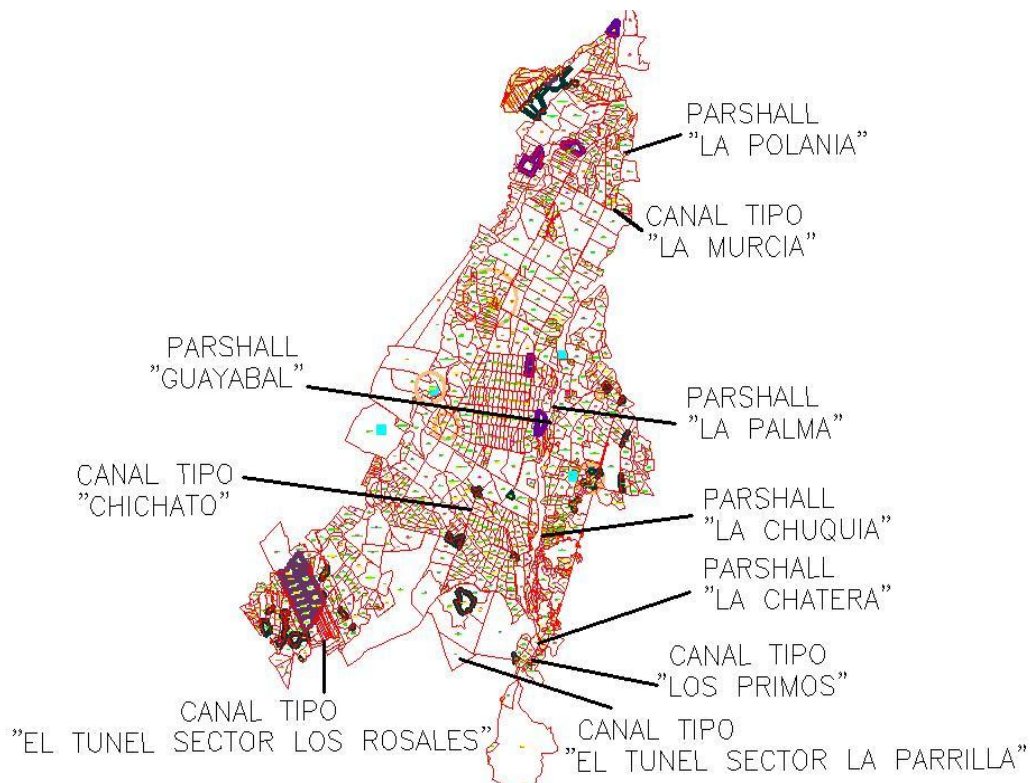 PARSHALL
"LA POLANIA"
CANAL TIPO
"LA MURCIA"
PARSHALL
"GUAYABAL"
PARSHALL
"LA PALMA"
CANAL TIPO
"CHICHATO"
PARSHALL
"LA CHUQUIA"
PARSHALL
"LA CHATERA"
CANAL TIPO
"LOS PRIMOS"
CANAL TIPO
"EL TUNEL SECTOR LOS ROSALES"
CANAL TIPO
"EL TUNEL SECTOR LA PARRILLA"